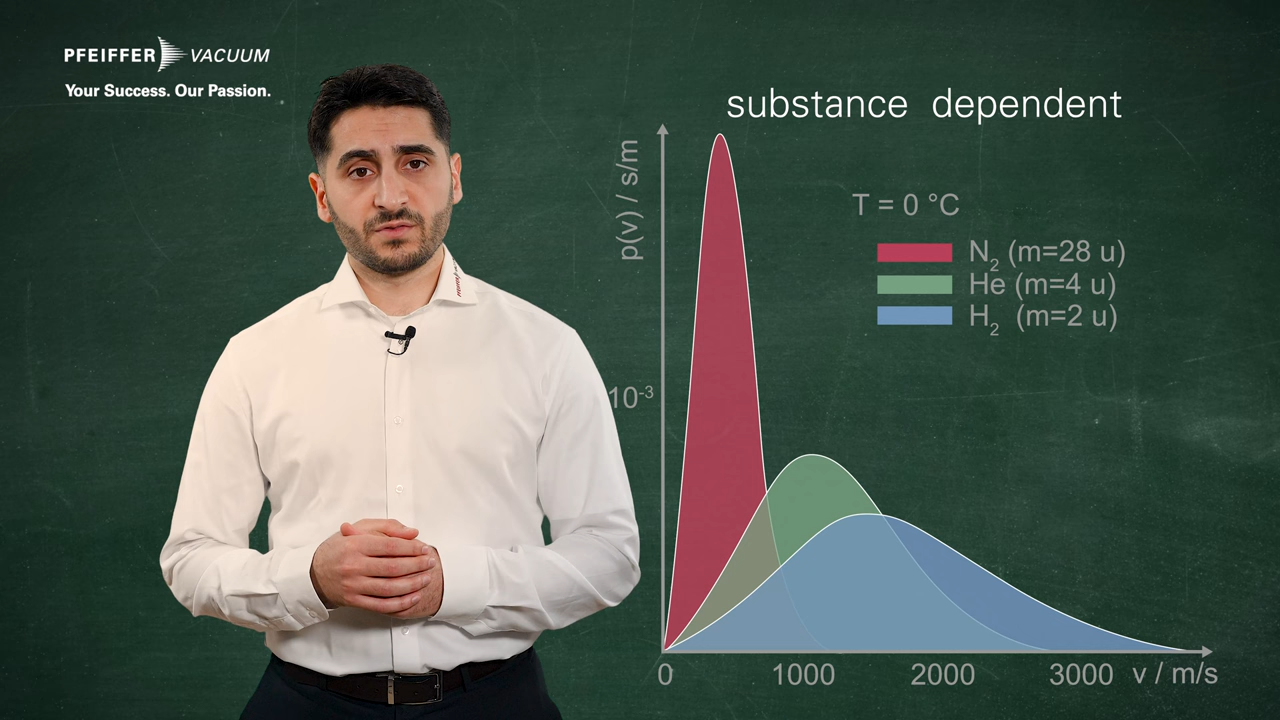 PFEIFFER VACUUM
Your Success. Our Passion.
substance dependent
p(v) / s/m
T = 0 °C
N₂ (m=28 u)
He (m=4 u)
H₂ (m=2 u)
10⁻³
0 1000 2000 3000 v / m/s